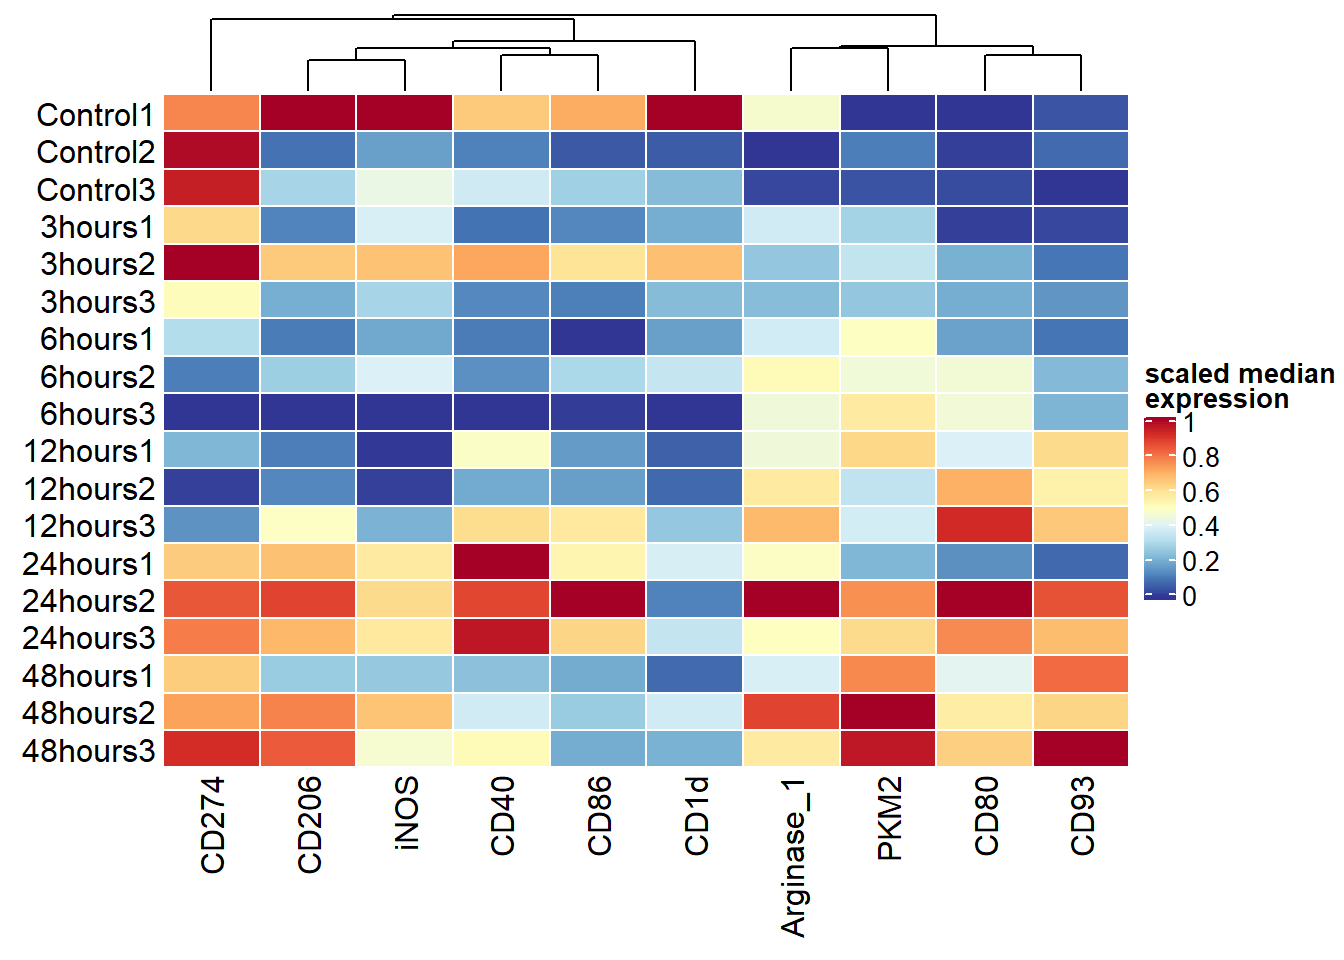 Control1
Control2
Control3
3hours1
3hours2
3hours3
6hours1
6hours2
6hours3
12hours1
12hours2
12hours3
24hours1
24hours2
24hours3
48hours1
48hours2
48hours3
CD274
CD206
iNOS
CD40
CD86
CD1d
Arginase_1
PKM2
CD80
CD93
scaled median
expression
1
0.8
0.6
0.4
0.2
0